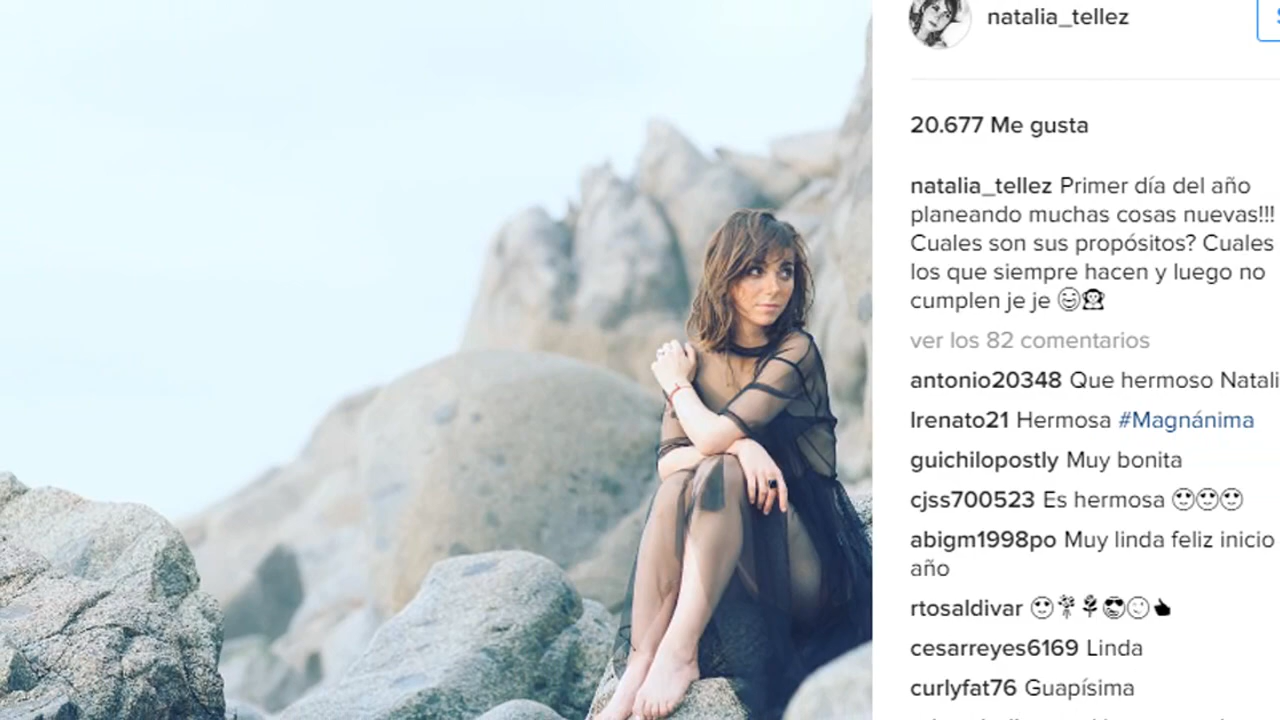 natalia_tellez
20.677 Me gusta
natalia_tellez Primer día del año
planeando muchas cosas nuevas!!!
Cuales son sus propósitos? Cuales
los que siempre hacen y luego no
cumplen je je
ver los 82 comentarios
antonio20348 Que hermoso Natali
lrenato21 Hermosa #Magnánima
guichilopostly Muy bonita
cjss700523 Es hermosa
abigm1998po Muy linda feliz inicio
año
rtosaldivar
cesarreyes6169 Linda
curlyfat76 Guapísima